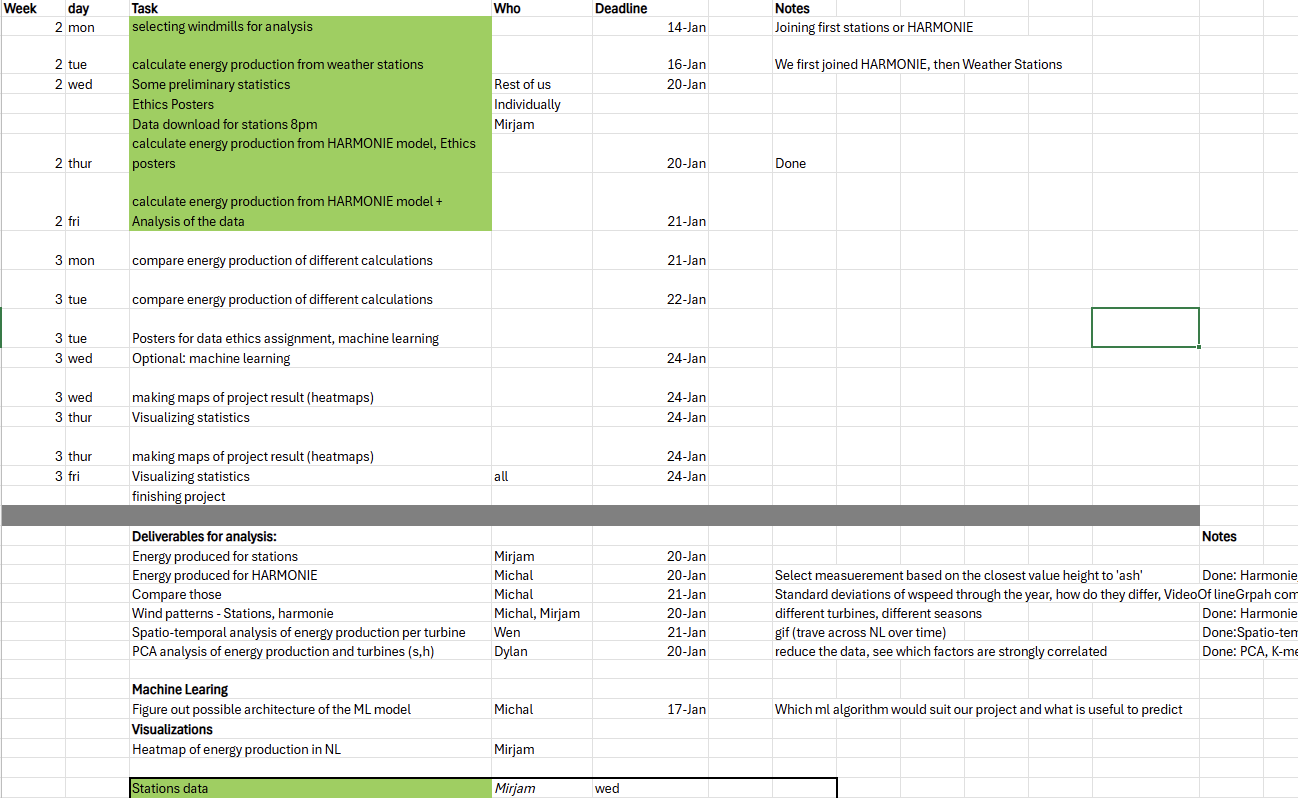 Week day Task Who Deadline Notes
2 mon selecting windmills for analysis 14-Jan Joining first stations or HARMONIE
2 tue calculate energy production from weather stations 16-Jan We first joined HARMONIE, then Weather Stations
2 wed Some preliminary statistics Rest of us 20-Jan
Ethics Posters Individually
Data download for stations 8pm Mirjam
calculate energy production from HARMONIE model, Ethics
2 thur posters 20-Jan Done
calculate energy production from HARMONIE model +
2 fri Analysis of the data 21-Jan
3 mon compare energy production of different calculations 21-Jan
3 tue compare energy production of different calculations 22-Jan
3 tue Posters for data ethics assignment, machine learning
3 wed Optional: machine learning 24-Jan
3 wed making maps of project result (heatmaps) 24-Jan
3 thur Visualizing statistics 24-Jan
3 thur making maps of project result (heatmaps) 24-Jan
3 fri Visualizing statistics all 24-Jan
finishing project
Deliverables for analysis: Notes
Energy produced for stations Mirjam 20-Jan
Energy produced for HARMONIE Michal 20-Jan Select measuerement based on the closest value height to 'ash' Done: Harmonie
Compare those Michal 21-Jan Standard deviations of wspeed through the year, how do they differ, VideoOf lineGrpah com
Wind patterns - Stations, harmonie Michal, Mirjam 20-Jan different turbines, different seasons Done: Harmonie
Spatio-temporal analysis of energy production per turbine Wen 21-Jan gif (trave across NL over time) Done:Spatio-tem
PCA analysis of energy production and turbines (s,h) Dylan 20-Jan reduce the data, see which factors are strongly correlated Done: PCA, K-me
Machine Learing
Figure out possible architecture of the ML model Michal 17-Jan Which ml algorithm would suit our project and what is useful to predict
Visualizations
Heatmap of energy production in NL Mirjam
Stations data Mirjam wed